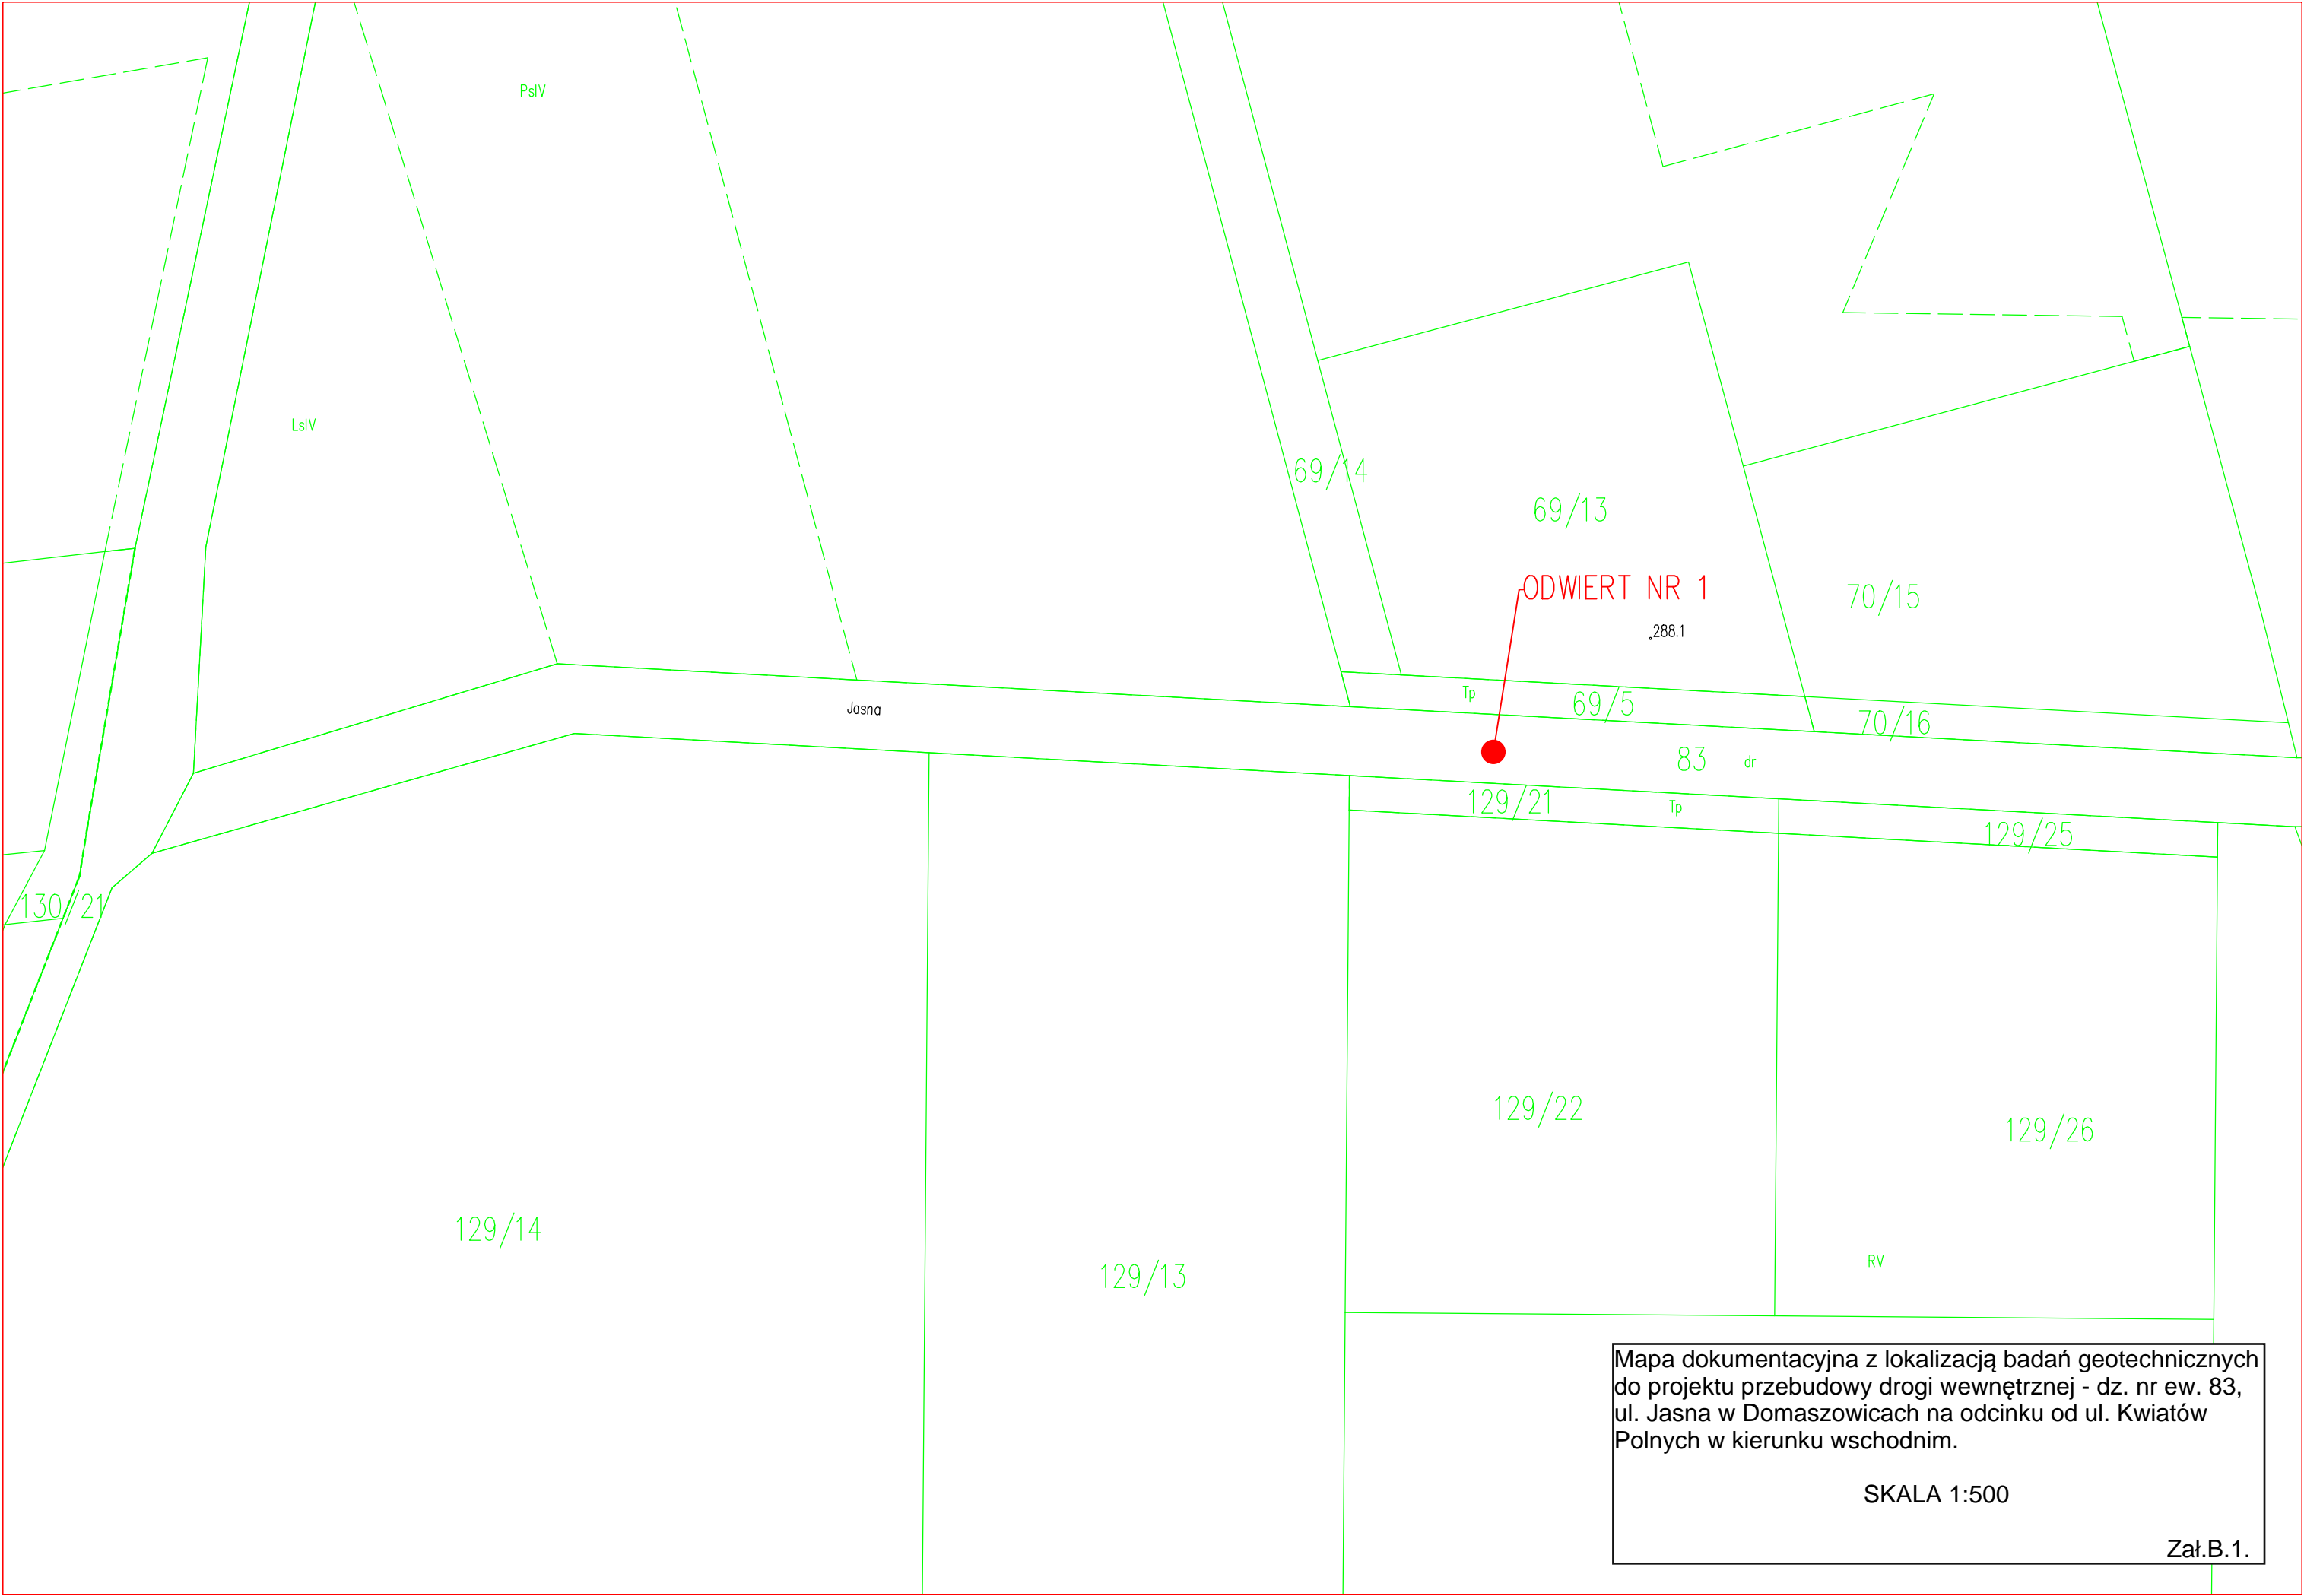 PsIV
LsIV
69/14
69/13
ODWIERT NR 1
70/15
288.1
Tp
69/5
Jasna
70/16
83 dr
129/21
Tp
129/25
130/21
129/22
129/26
129/14
129/13
RV
Mapa dokumentacyjna z lokalizacją badań geotechnicznych
do projektu przebudowy drogi wewnętrznej - dz. nr ew. 83,
ul. Jasna w Domaszowicach na odcinku od ul. Kwiatów
Polnych w kierunku wschodnim.
SKALA 1:500
Zał.B.1.